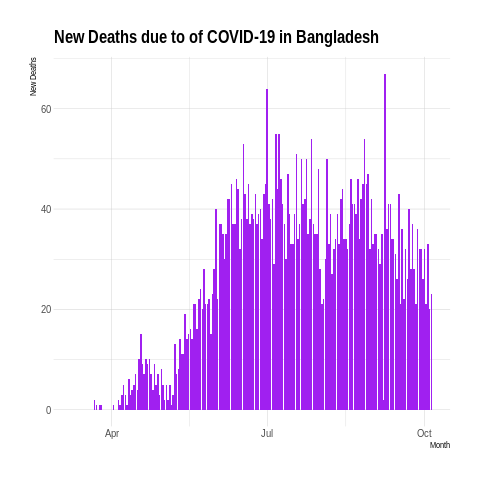 New Deaths due to of COVID-19 in Bangladesh
New Deaths
60
40
20
0
Apr
Jul
Oct
Month